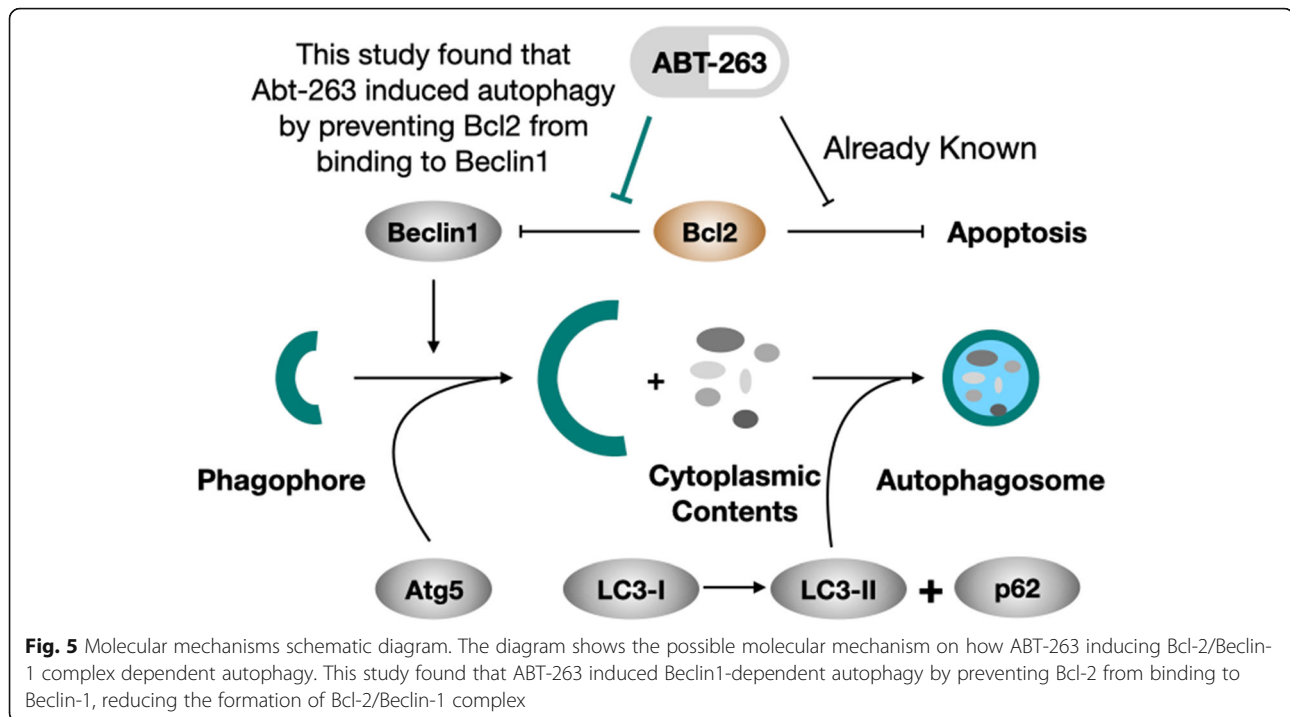 This study found that
Abt-263 induced autophagy
by preventing Bcl2 from
binding to Beclin1
ABT-263
Already Known
Beclin1
Bcl2
Apoptosis
+
Phagophore
Cytoplasmic
Contents
Autophagosome
Atg5
LC3-I
LC3-II
+
p62
Fig. 5 Molecular mechanisms schematic diagram. The diagram shows the possible molecular mechanism on how ABT-263 inducing Bcl-2/Beclin-
1 complex dependent autophagy. This study found that ABT-263 induced Beclin1-dependent autophagy by preventing Bcl-2 from binding to
Beclin-1, reducing the formation of Bcl-2/Beclin-1 complex